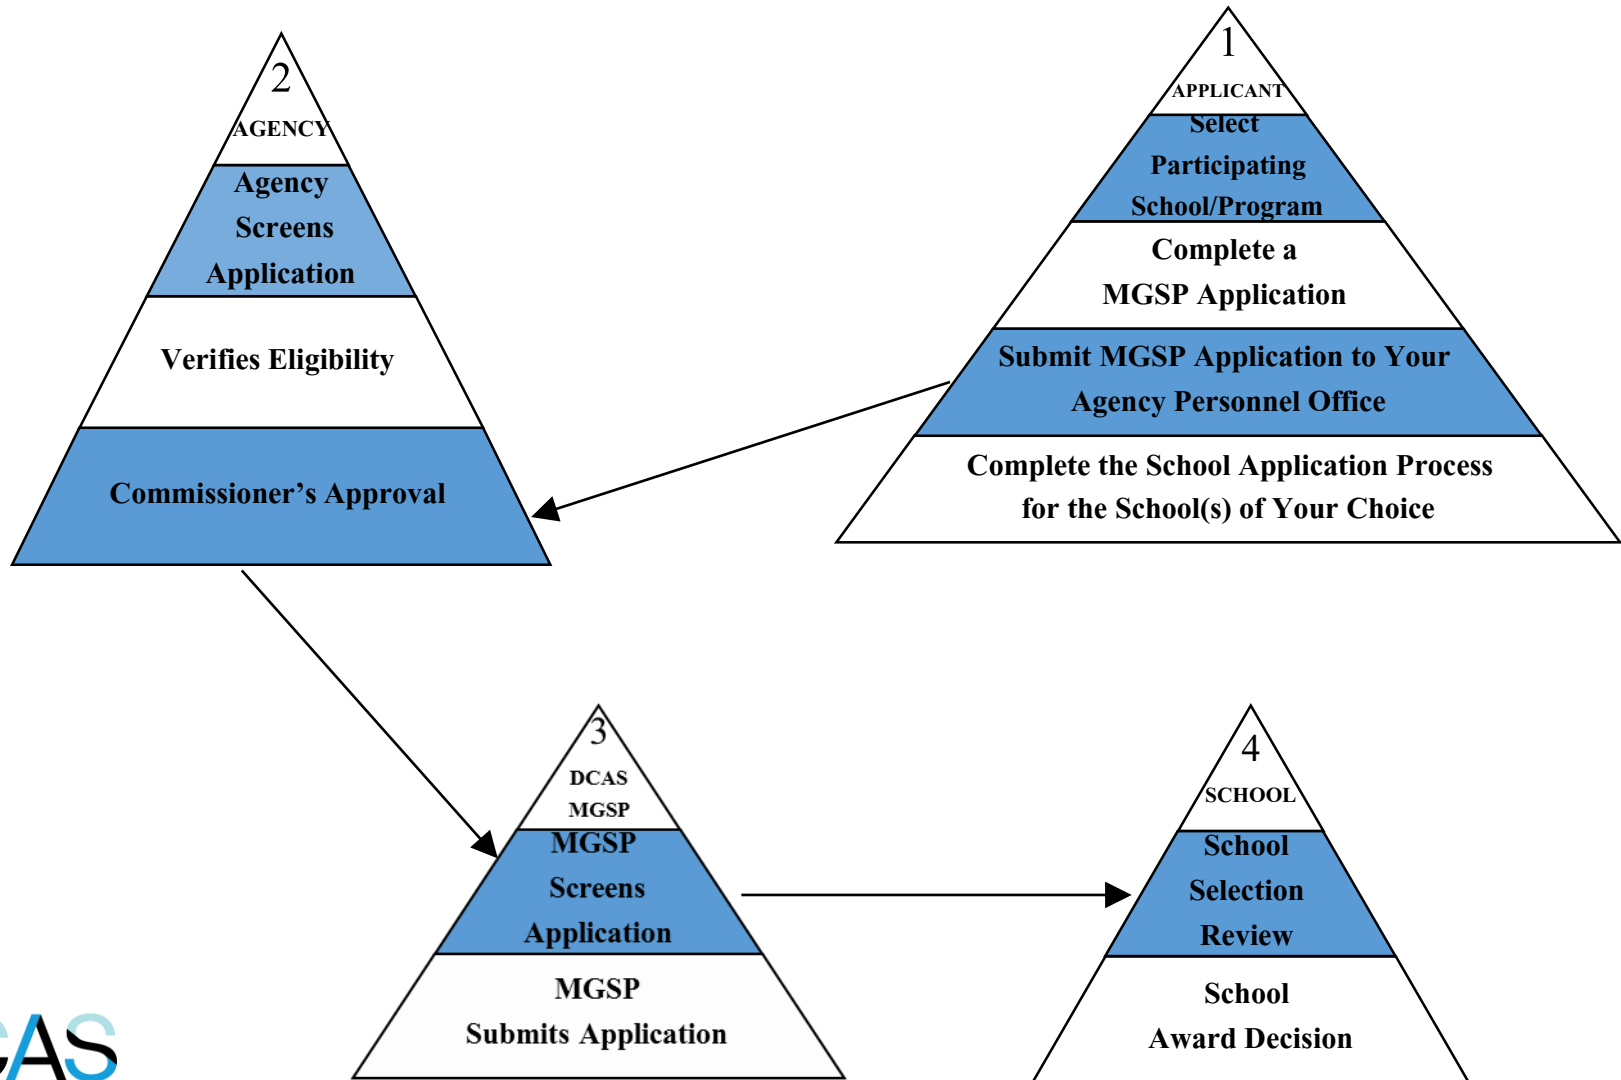 1
APPLICANT
Select
Participating
School/Program
Complete a
MGSP Application
Submit MGSP Application to Your
Agency Personnel Office
Complete the School Application Process
for the School(s) of Your Choice
2
AGENCY
Agency
Screens
Application
Verifies Eligibility
Commissioner’s Approval
3
DCAS
MGSP
MGSP
Screens
Application
MGSP
Submits Application
4
SCHOOL
School
Selection
Review
School
Award Decision
CAS